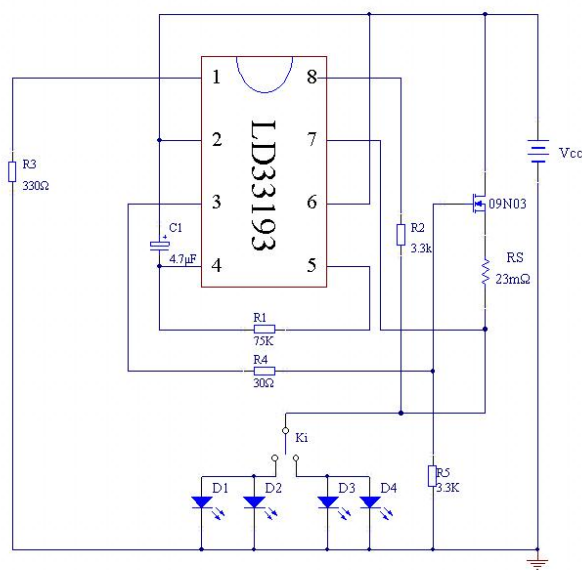 1
8
2
7
3
6
4
5
LD33193
R3
330Ω
C1
+
4.7μF
R2
3.3k
09N03
Vcc
RS
23mΩ
R1
75K
R4
30Ω
Ki
R5
3.3K
D1
D2
D3
D4